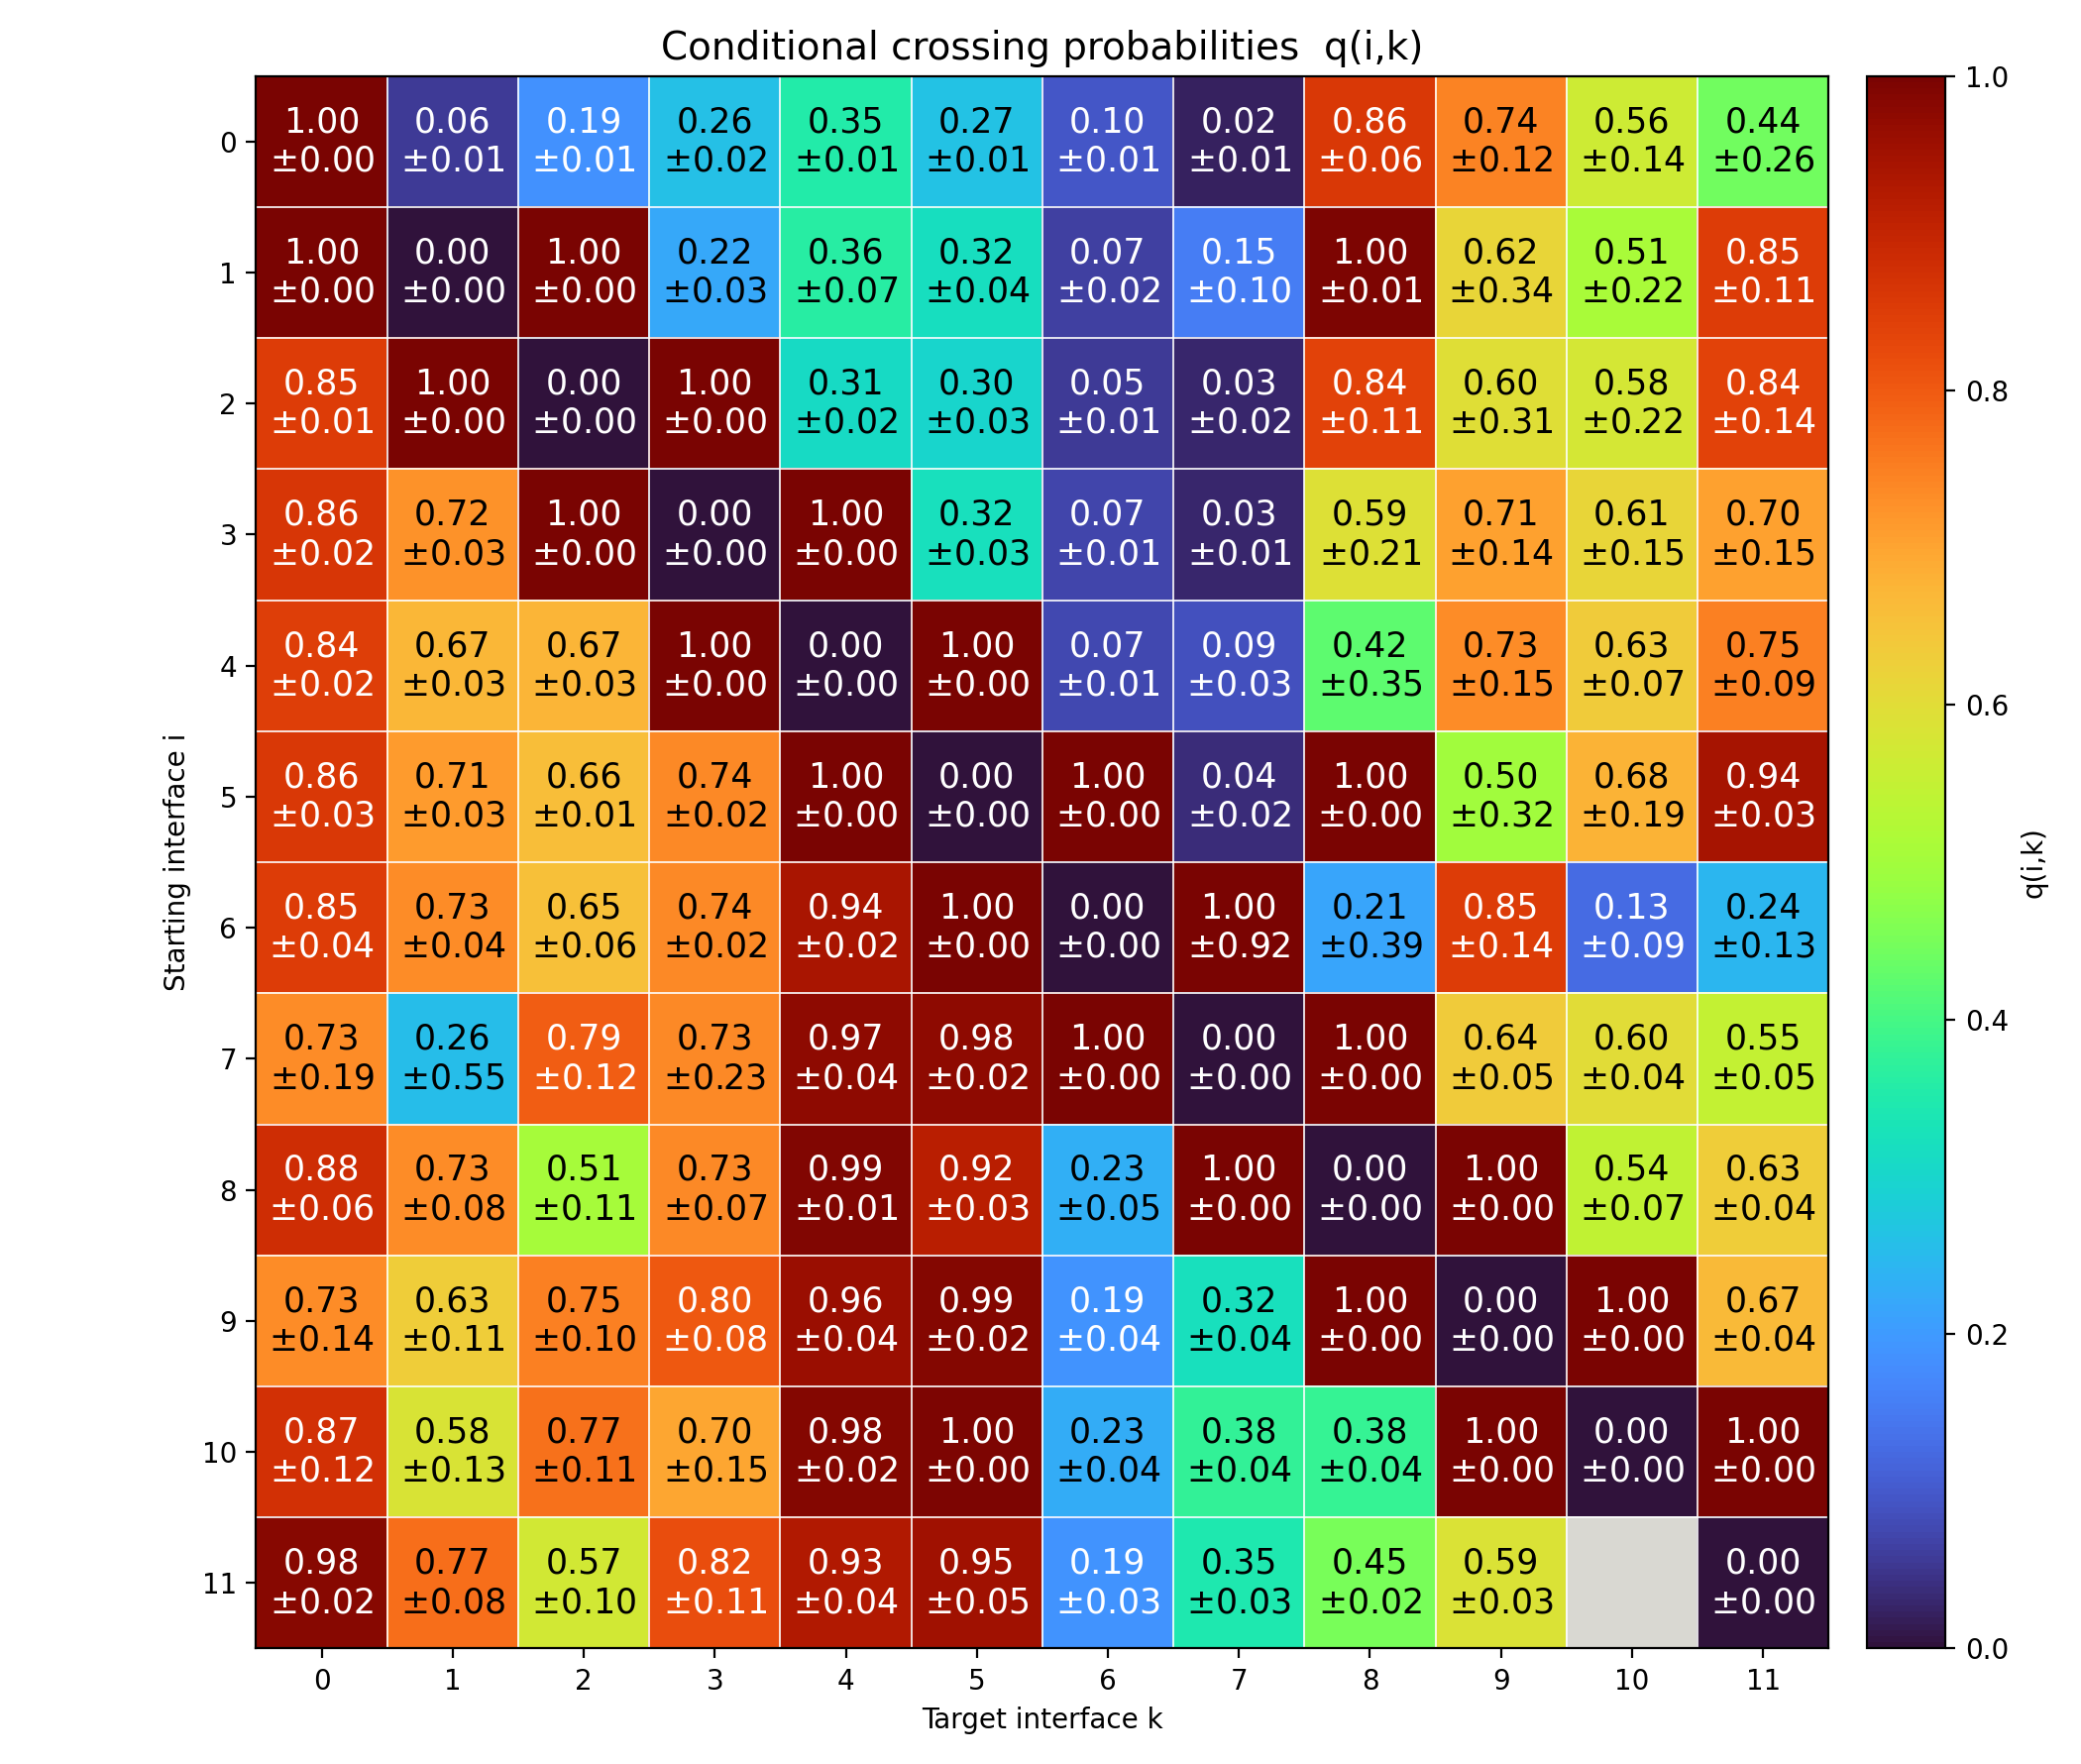 Conditional crossing probabilities q(i,k)
1.00 0.06 0.19 0.26 0.35 0.27 0.10 0.02 0.86 0.74 0.56 0.44 1.0
0 ±0.00 ±0.01 ±0.01 ±0.02 ±0.01 ±0.01 ±0.01 ±0.01 ±0.06 ±0.12 ±0.14 ±0.26
1.00 0.00 1.00 0.22 0.36 0.32 0.07 0.15 1.00 0.62 0.51 0.85
1 ±0.00 ±0.00 ±0.00 ±0.03 ±0.07 ±0.04 ±0.02 ±0.10 ±0.01 ±0.34 ±0.22 ±0.11
0.85 1.00 0.00 1.00 0.31 0.30 0.05 0.03 0.84 0.60 0.58 0.84 0.8
2 ±0.01 ±0.00 ±0.00 ±0.00 ±0.02 ±0.03 ±0.01 ±0.02 ±0.11 ±0.31 ±0.22 ±0.14
0.86 0.72 1.00 0.00 1.00 0.32 0.07 0.03 0.59 0.71 0.61 0.70
3 ±0.02 ±0.03 ±0.00 ±0.00 ±0.00 ±0.03 ±0.01 ±0.01 ±0.21 ±0.14 ±0.15 ±0.15
0.84 0.67 0.67 1.00 0.00 1.00 0.07 0.09 0.42 0.73 0.63 0.75
4 ±0.02 ±0.03 ±0.03 ±0.00 ±0.00 ±0.00 ±0.01 ±0.03 ±0.35 ±0.15 ±0.07 ±0.09 0.6
0.86 0.71 0.66 0.74 1.00 0.00 1.00 0.04 1.00 0.50 0.68 0.94
5 ±0.03 ±0.03 ±0.01 ±0.02 ±0.00 ±0.00 ±0.00 ±0.02 ±0.00 ±0.32 ±0.19 ±0.03
Starting interface i
q(i,k)
0.85 0.73 0.65 0.74 0.94 1.00 0.00 1.00 0.21 0.85 0.13 0.24
6 ±0.04 ±0.04 ±0.06 ±0.02 ±0.02 ±0.00 ±0.00 ±0.92 ±0.39 ±0.14 ±0.09 ±0.13
0.73 0.26 0.79 0.73 0.97 0.98 1.00 0.00 1.00 0.64 0.60 0.55 0.4
7 ±0.19 ±0.55 ±0.12 ±0.23 ±0.04 ±0.02 ±0.00 ±0.00 ±0.00 ±0.05 ±0.04 ±0.05
0.88 0.73 0.51 0.73 0.99 0.92 0.23 1.00 0.00 1.00 0.54 0.63
8 ±0.06 ±0.08 ±0.11 ±0.07 ±0.01 ±0.03 ±0.05 ±0.00 ±0.00 ±0.00 ±0.07 ±0.04
0.73 0.63 0.75 0.80 0.96 0.99 0.19 0.32 1.00 0.00 1.00 0.67
9 ±0.14 ±0.11 ±0.10 ±0.08 ±0.04 ±0.02 ±0.04 ±0.04 ±0.00 ±0.00 ±0.00 ±0.04 0.2
0.87 0.58 0.77 0.70 0.98 1.00 0.23 0.38 0.38 1.00 0.00 1.00
10 ±0.12 ±0.13 ±0.11 ±0.15 ±0.02 ±0.00 ±0.04 ±0.04 ±0.04 ±0.00 ±0.00 ±0.00
0.98 0.77 0.57 0.82 0.93 0.95 0.19 0.35 0.45 0.59 0.00
11 ±0.02 ±0.08 ±0.10 ±0.11 ±0.04 ±0.05 ±0.03 ±0.03 ±0.02 ±0.03 ±0.00
0.0
0 1 2 3 4 5 6 7 8 9 10 11
Target interface k